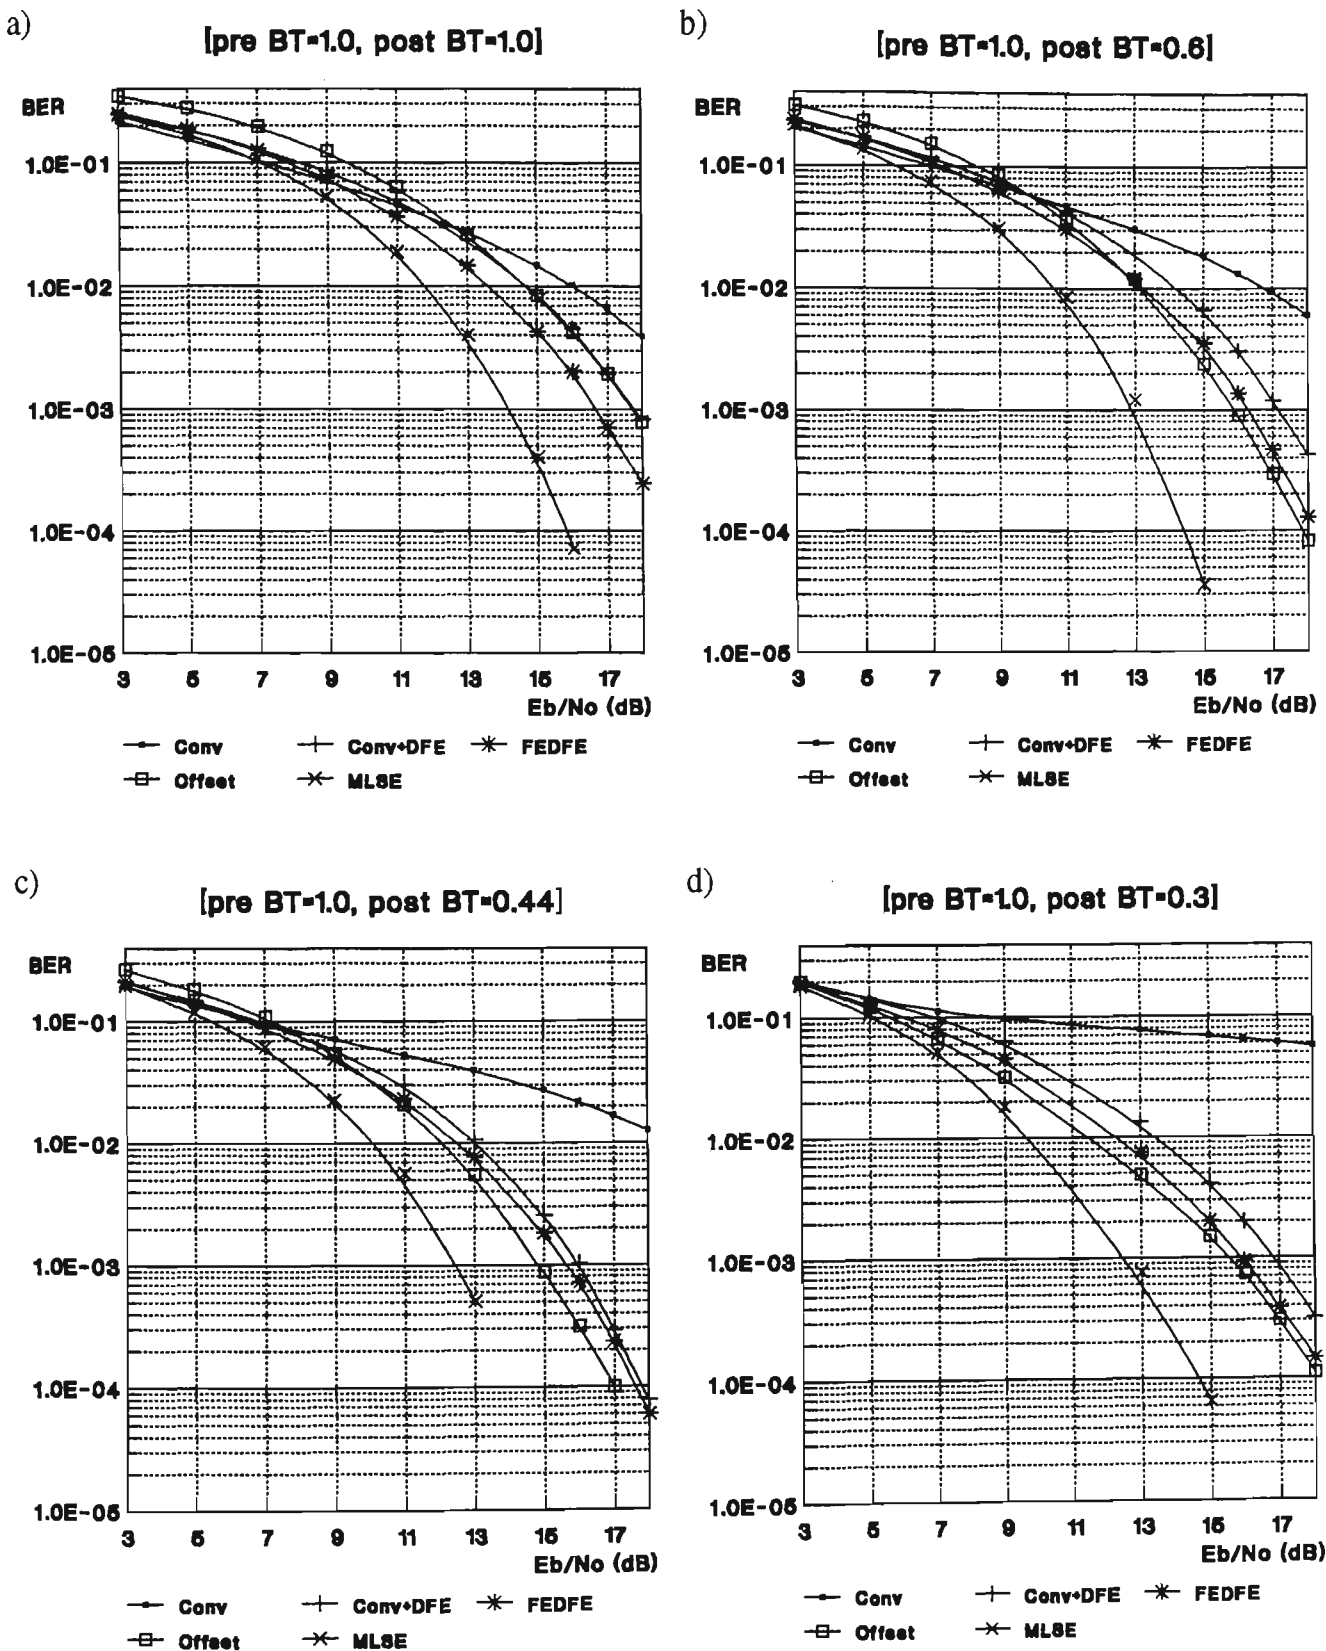 a)
[pre BT=1.0, post BT=1.0]
BER
1.0E-01
1.0E-02
1.0E-03
1.0E-04
1.0E-05
3 5 7 9 11 13 15 17
Eb/No (dB)
Conv Conv+DFE FEDFE
Offset MLSE
b)
[pre BT=1.0, post BT=0.6]
BER
1.0E-01
1.0E-02
1.0E-03
1.0E-04
1.0E-05
3 5 7 9 11 13 15 17
Eb/No (dB)
Conv Conv+DFE FEDFE
Offset MLSE
c)
[pre BT=1.0, post BT=0.44]
BER
1.0E-01
1.0E-02
1.0E-03
1.0E-04
1.0E-05
3 5 7 9 11 13 15 17
Eb/No (dB)
Conv Conv+DFE FEDFE
Offset MLSE
d)
[pre BT=1.0, post BT=0.3]
BER
1.0E-01
1.0E-02
1.0E-03
1.0E-04
1.0E-05
3 5 7 9 11 13 15 17
Eb/No (dB)
Conv Conv+DFE FEDFE
Offset MLSE